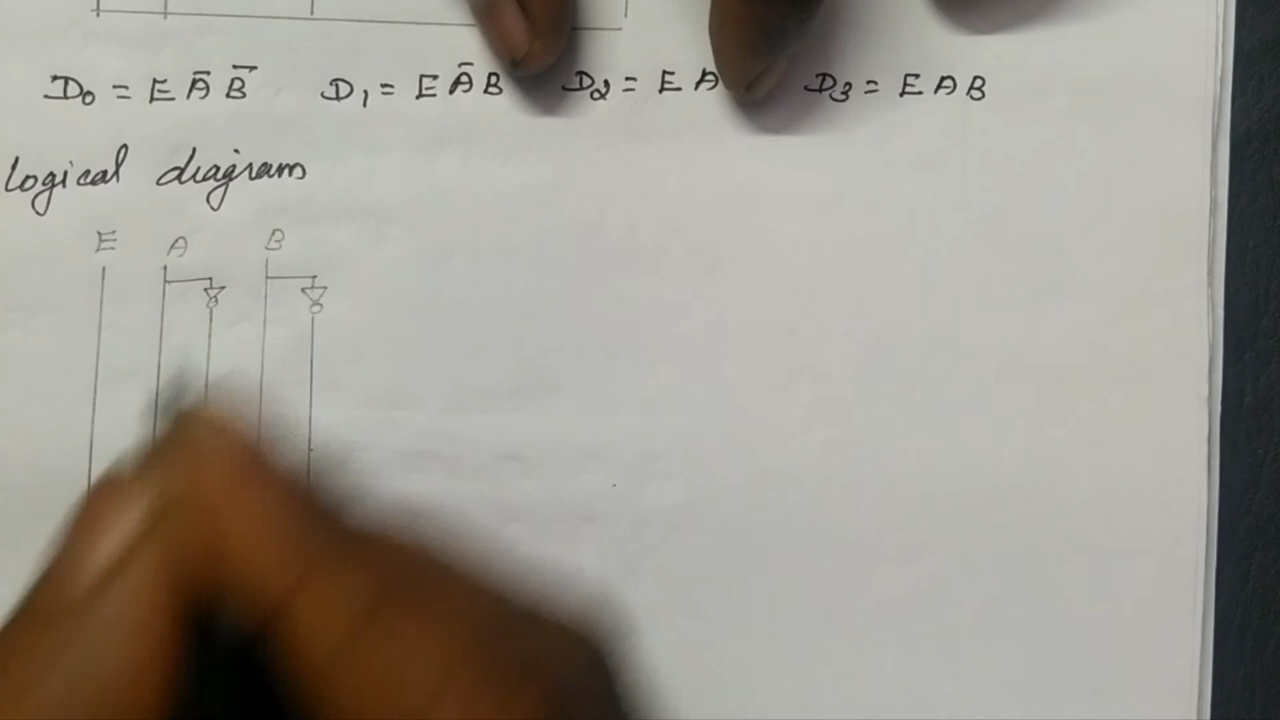 D₀ = E Ā B̄ D₁ = E Ā B D₂ = E A D₃ = E A B
Logical diagram
E A B